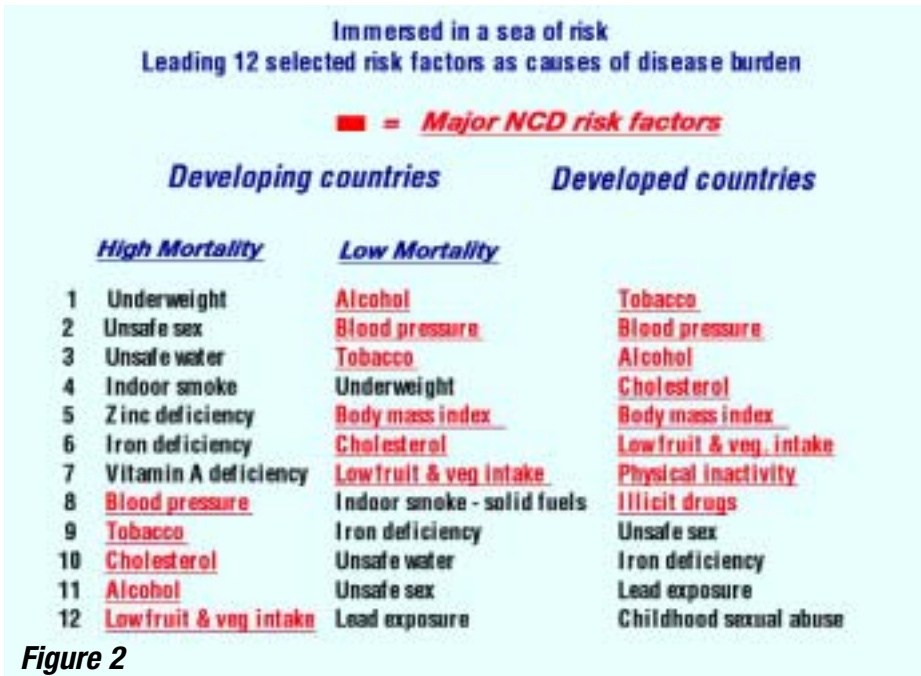 Immersed in a sea of risk
Leading 12 selected risk factors as causes of disease burden
= Major NCD risk factors
Developing countries Developed countries
High Mortality Low Mortality
1 Underweight Alcohol Tobacco
2 Unsafe sex Blood pressure Blood pressure
3 Unsafe water Tobacco Alcohol
4 Indoor smoke Underweight Cholesterol
5 Zinc deficiency Body mass index Body mass index
6 Iron deficiency Cholesterol Low fruit & veg. intake
7 Vitamin A deficiency Low fruit & veg intake Physical inactivity
8 Blood pressure Indoor smoke - solid fuels Illicit drugs
9 Tobacco Iron deficiency Unsafe sex
10 Cholesterol Unsafe water Iron deficiency
11 Alcohol Unsafe sex Lead exposure
12 Low fruit & veg intake Lead exposure Childhood sexual abuse
Figure 2